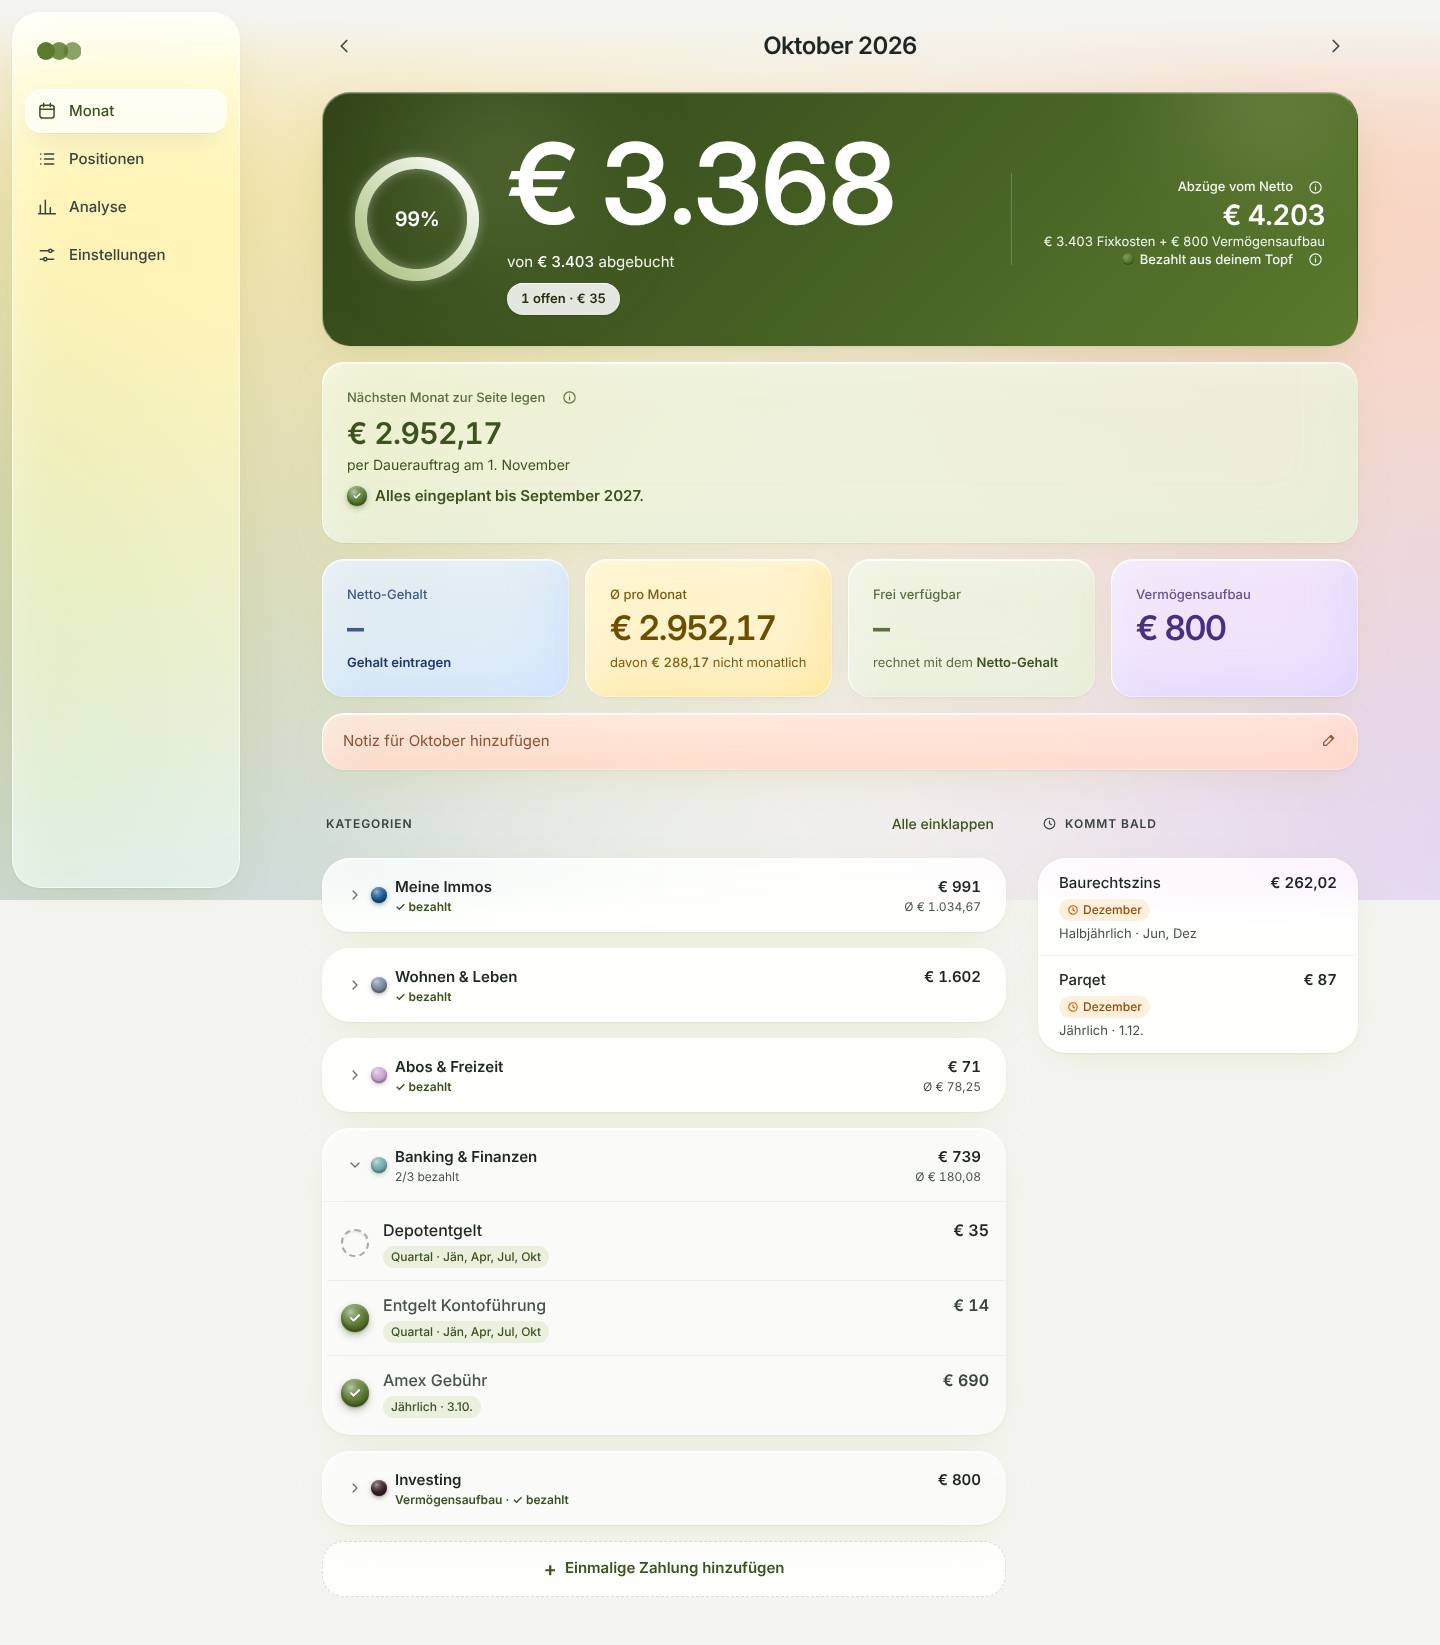 Monat
Positionen
Analyse
Einstellungen
Oktober 2026
99%
€ 3.368
von € 3.403 abgebucht
1 offen · € 35
Abzüge vom Netto
€ 4.203
€ 3.403 Fixkosten + € 800 Vermögensaufbau
Bezahlt aus deinem Topf
Nächsten Monat zur Seite legen
€ 2.952,17
per Dauerauftrag am 1. November
Alles eingeplant bis September 2027.
Netto-Gehalt
–
Gehalt eintragen
Ø pro Monat
€ 2.952,17
davon € 288,17 nicht monatlich
Frei verfügbar
–
rechnet mit dem Netto-Gehalt
Vermögensaufbau
€ 800
Notiz für Oktober hinzufügen
KATEGORIEN
Alle einklappen
Meine Immos
€ 991
✓ bezahlt
Ø € 1.034,67
Wohnen & Leben
€ 1.602
✓ bezahlt
Abos & Freizeit
€ 71
✓ bezahlt
Ø € 78,25
Banking & Finanzen
€ 739
2/3 bezahlt
Ø € 180,08
Depotentgelt
€ 35
Quartal · Jän, Apr, Jul, Okt
Entgelt Kontoführung
€ 14
Quartal · Jän, Apr, Jul, Okt
Amex Gebühr
€ 690
Jährlich · 3.10.
Investing
€ 800
Vermögensaufbau · ✓ bezahlt
+ Einmalige Zahlung hinzufügen
KOMMT BALD
Baurechtszins
€ 262,02
Dezember
Halbjährlich · Jun, Dez
Parqet
€ 87
Dezember
Jährlich · 1.12.